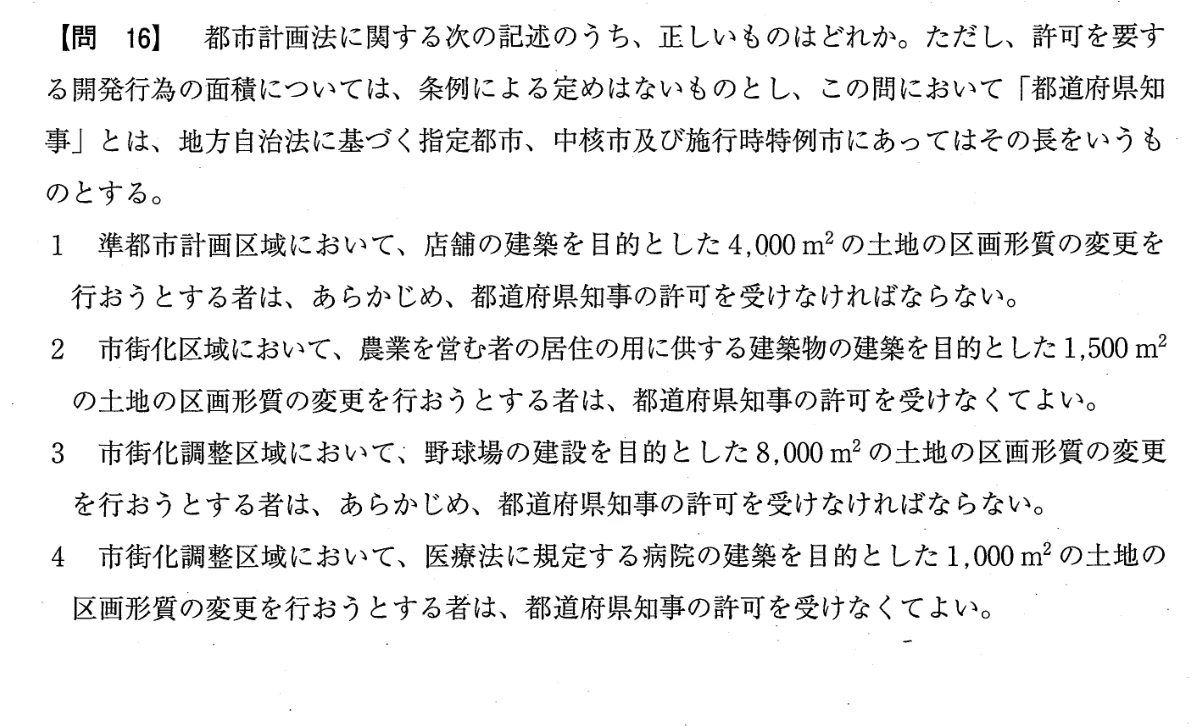 【問 16】 都市計画法に関する次の記述のうち、正しいものはどれか。ただし、許可を要す
る開発行為の面積については、条例による定めはないものとし、この問において「都道府県知
事」とは、地方自治法に基づく指定都市、中核市及び施行時特例市にあってはその長をいうも
のとする。
1 準都市計画区域において、店舗の建築を目的とした4,000 m²の土地の区画形質の変更を
行おうとする者は、あらかじめ、都道府県知事の許可を受けなければならない。
2 市街化区域において、農業を営む者の居住の用に供する建築物の建築を目的とした1,500 m²
の土地の区画形質の変更を行おうとする者は、都道府県知事の許可を受けなくてよい。
3 市街化調整区域において、野球場の建設を目的とした8,000 m²の土地の区画形質の変更
を行おうとする者は、あらかじめ、都道府県知事の許可を受けなければならない。
4 市街化調整区域において、医療法に規定する病院の建築を目的とした1,000 m²の土地の
区画形質の変更を行おうとする者は、都道府県知事の許可を受けなくてよい。